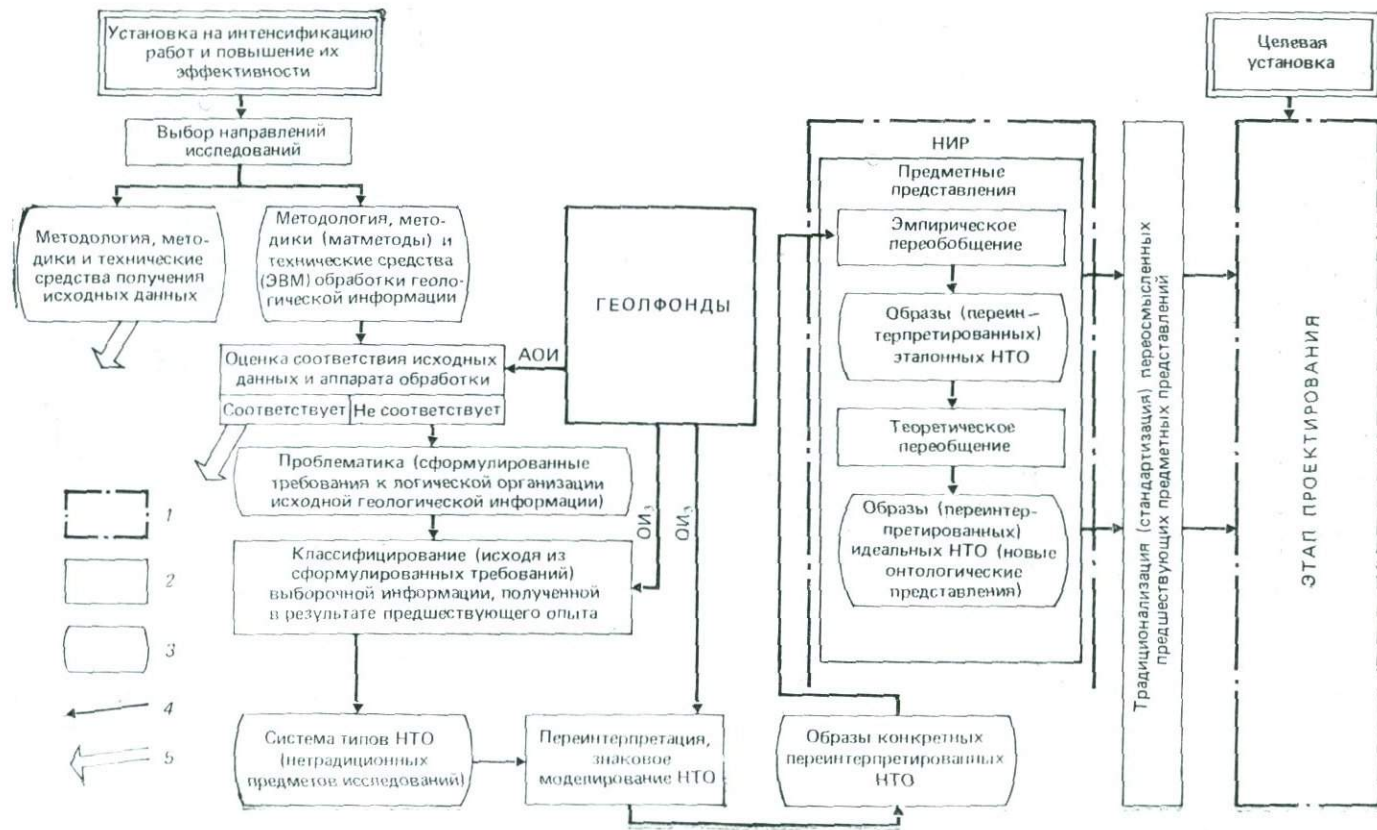 Установка на интенсификацию
работ и повышение их
эффективности
Выбор направлений
исследований
Методология, мето-
дики и технические
средства получения
исходных данных
Методология, мето-
дики (матметоды) и
технические средства
(ЭВМ) обработки геоло-
гической информации
Оценка соответствия исходных
данных и аппарата обработки
Соответствует
Не соответствует
АОИ
ГЕОЛФОНДЫ
Проблематика (сформулированные
требования к логической организации
исходной геологической информации)
Классифицирование (исходя из
сформулированных требований)
выборочной информации, полученной
в результате предшествующего опыта
ОИ₃
ОИ₃
Система типов НТО
(нетрадиционных
предметов исследований)
Переинтерпретация,
знаковое
моделирование НТО
Образы конкретных
переинтерпретированных
НТО
НИР
Предметные
представления
Эмпирическое
переобобщение
Образы (переин-
терпретированных)
эталонных НТО
Теоретическое
переобщение
Образы (переинтер-
претированных)
идеальных НТО (новые
онтологические
представления)
Традиционализация (стандартизация) переосмысленных
предшествующих предметных представлений
Целевая
установка
ЭТАП ПРОЕКТИРОВАНИЯ
1
2
3
4
5